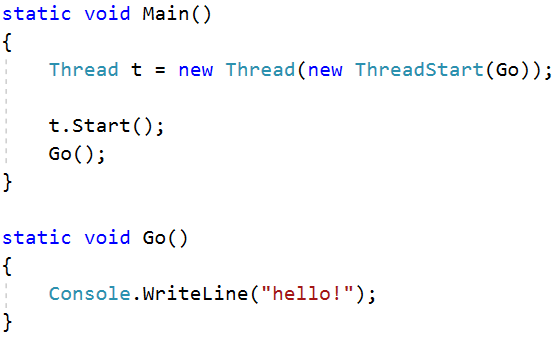 static void Main()
{
    Thread t = new Thread(new ThreadStart(Go));

    t.Start();
    Go();
}

static void Go()
{
    Console.WriteLine("hello!");
}